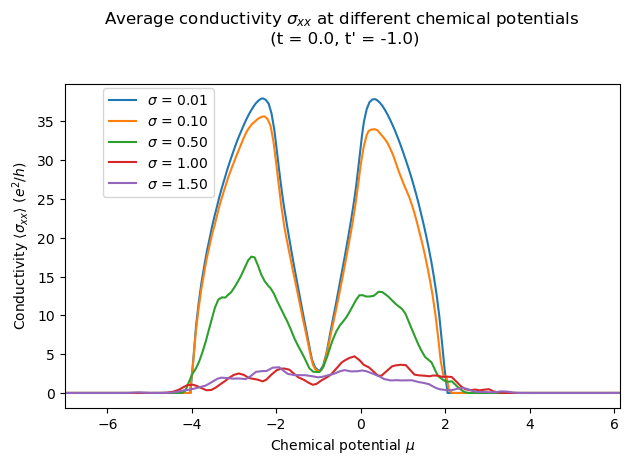 Average conductivity σxx at different chemical potentials
(t = 0.0, t' = -1.0)
σ = 0.01
σ = 0.10
σ = 0.50
σ = 1.00
σ = 1.50
Conductivity ⟨σxx⟩ (e²/h)
35
30
25
20
15
10
5
0
−6 −4 −2 0 2 4 6
Chemical potential μ